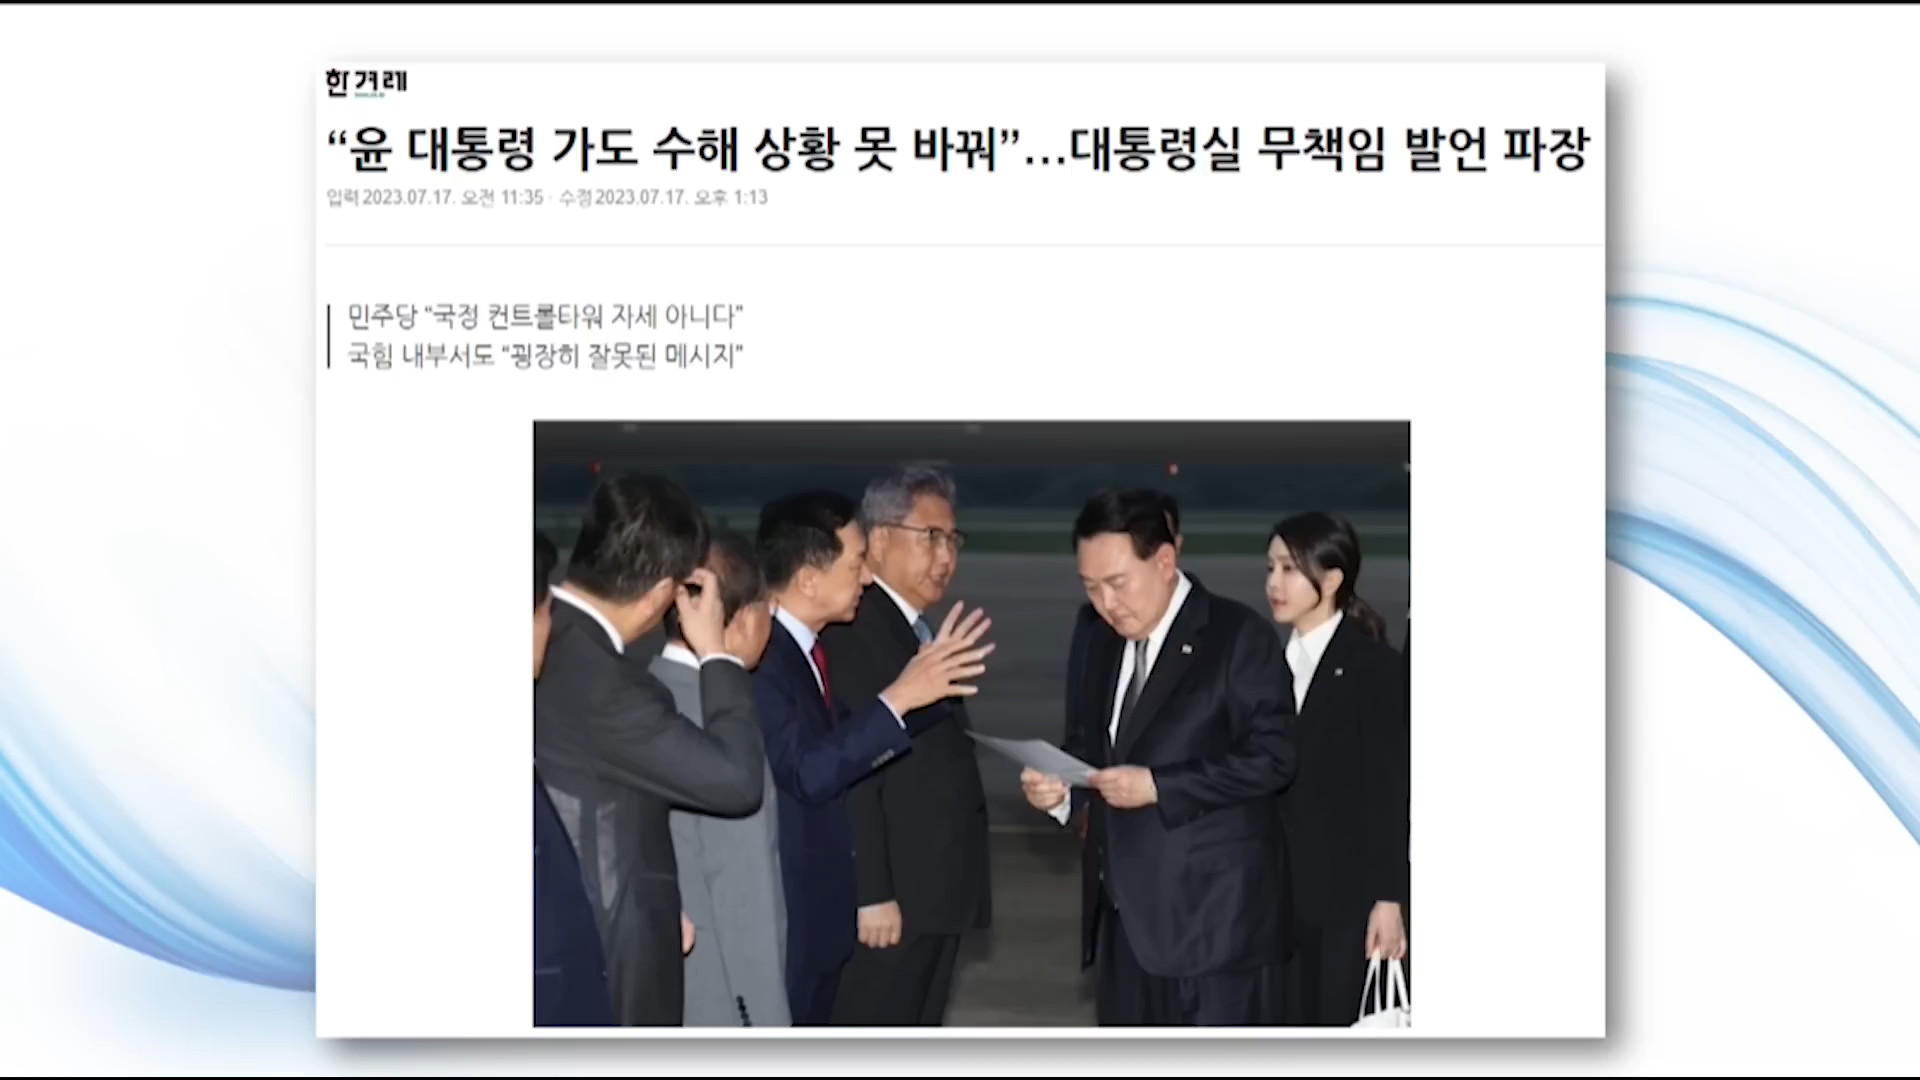 한겨레
“윤 대통령 가도 수해 상황 못 바꿔”…대통령실 무책임 발언 파장
입력 2023.07.17. 오전 11:35 · 수정 2023.07.17. 오후 1:13
민주당 “국정 컨트롤타워 자세 아니다”
국힘 내부서도 “굉장히 잘못된 메시지”